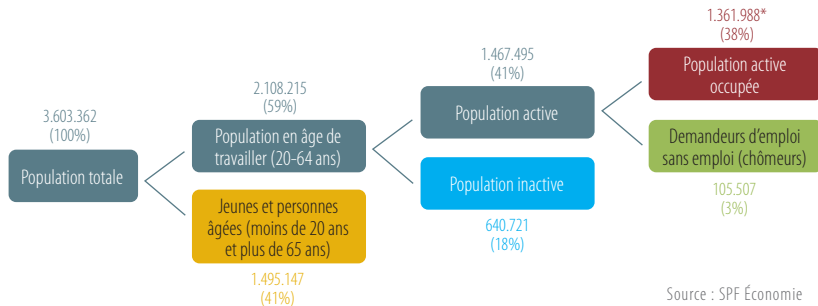 3.603.362
(100%)
Population totale
2.108.215
(59%)
Population en âge de
travailler (20-64 ans)
Jeunes et personnes
âgées (moins de 20 ans
et plus de 65 ans)
1.495.147
(41%)
1.467.495
(41%)
Population active
Population inactive
640.721
(18%)
1.361.988*
(38%)
Population active
occupée
Demandeurs d’emploi
sans emploi (chômeurs)
105.507
(3%)
Source : SPF Économie